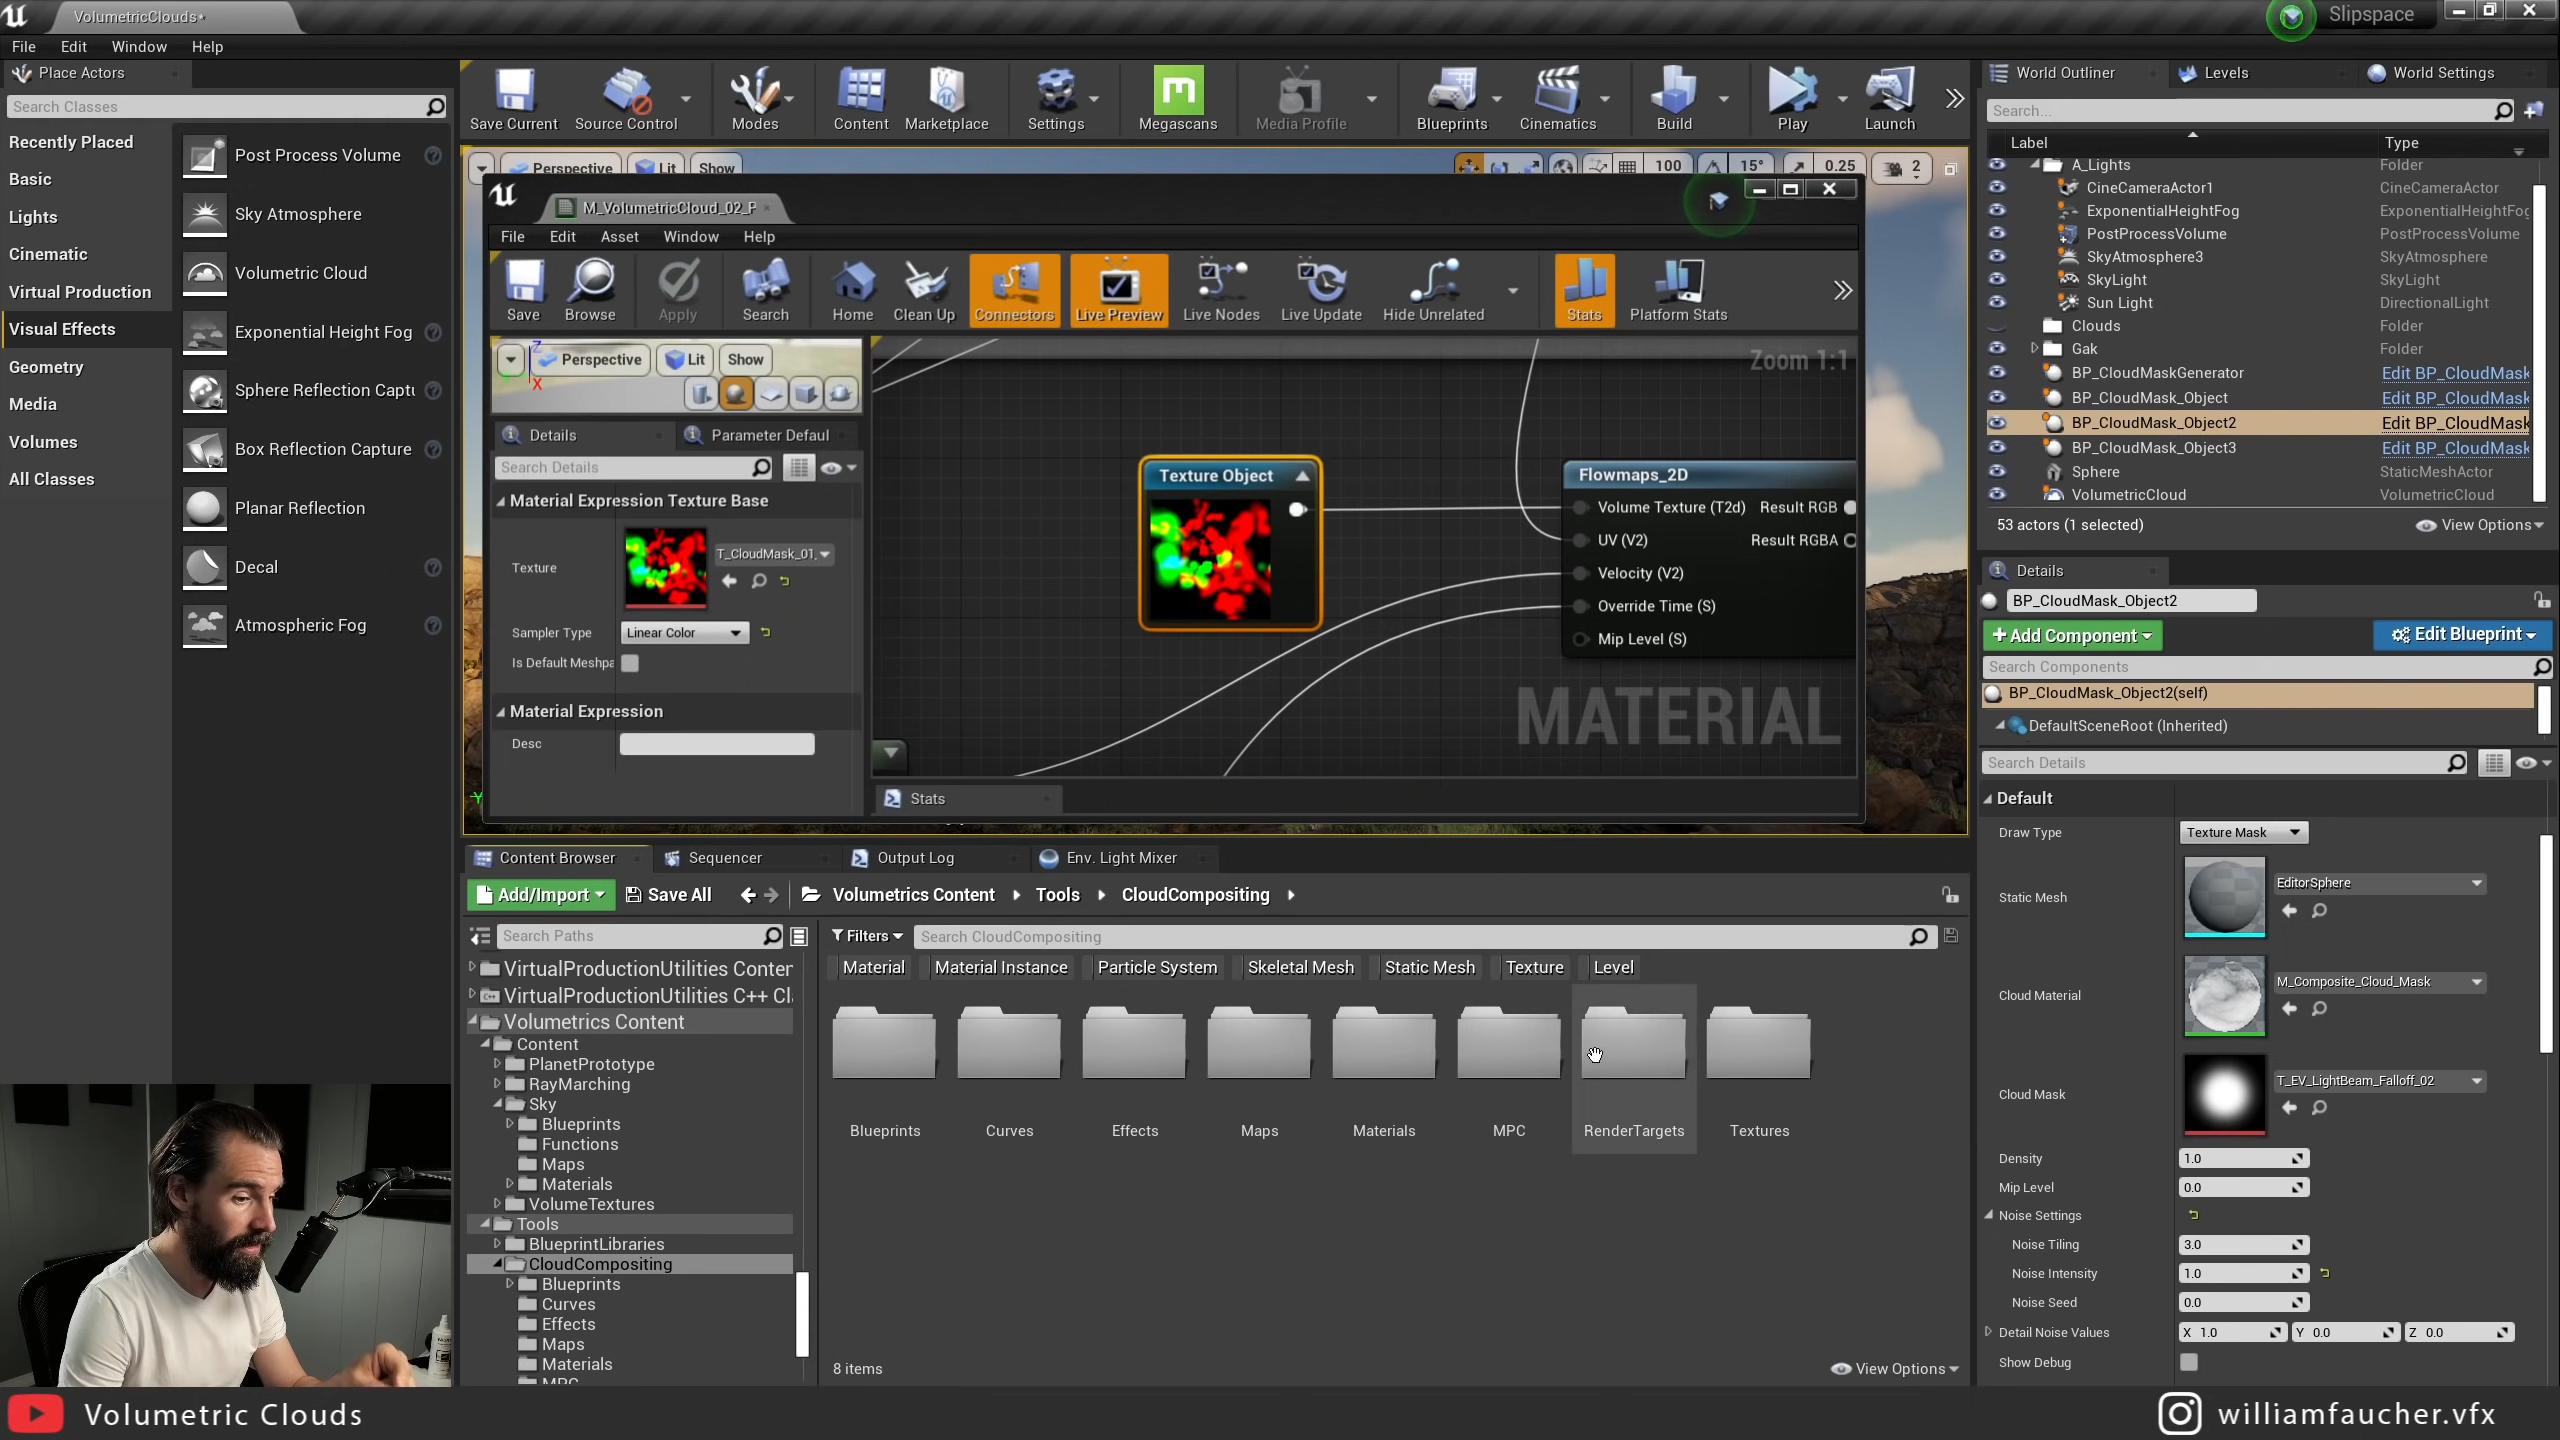 VolumetricClouds*
Slipspace
File Edit Window Help
Place Actors
Search Classes
Recently Placed
Basic
Lights
Cinematic
Virtual Production
Visual Effects
Geometry
Media
Volumes
All Classes
Post Process Volume
Sky Atmosphere
Volumetric Cloud
Exponential Height Fog
Sphere Reflection Captu
Box Reflection Capture
Planar Reflection
Decal
Atmospheric Fog
Save Current Source Control Modes Content Marketplace Settings Megascans Media Profile Blueprints Cinematics Build Play Launch
Perspective Lit Show 100 15° 0.25 2
M_VolumetricCloud_02_P
File Edit Asset Window Help
Save Browse Apply Search Home Clean Up Connectors Live Preview Live Nodes Live Update Hide Unrelated Stats Platform Stats
Perspective Lit Show
Z
X
Details Parameter Defaul
Search Details
Material Expression Texture Base
Texture T_CloudMask_01_
Sampler Type Linear Color
Is Default Meshpa
Material Expression
Desc
Zoom 1:1
Texture Object
Flowmaps_2D
Volume Texture (T2d) Result RGB
UV (V2) Result RGBA
Velocity (V2)
Override Time (S)
Mip Level (S)
MATERIAL
Stats
Y
Content Browser Sequencer Output Log Env. Light Mixer
Add/Import Save All Volumetrics Content Tools CloudCompositing
Search Paths
VirtualProductionUtilities Conten
VirtualProductionUtilities C++ Cl
Volumetrics Content
Content
PlanetPrototype
RayMarching
Sky
Blueprints
Functions
Maps
Materials
VolumeTextures
Tools
BlueprintLibraries
CloudCompositing
Blueprints
Curves
Effects
Maps
Materials
MPC
Filters Search CloudCompositing
Material Material Instance Particle System Skeletal Mesh Static Mesh Texture Level
Blueprints Curves Effects Maps Materials MPC RenderTargets Textures
8 items View Options
World Outliner Levels World Settings
Search...
Label Type
A_Lights Folder
CineCameraActor1 CineCameraActor
ExponentialHeightFog ExponentialHeightFog
PostProcessVolume PostProcessVolume
SkyAtmosphere3 SkyAtmosphere
SkyLight SkyLight
Sun Light DirectionalLight
Clouds Folder
Gak Folder
BP_CloudMaskGenerator Edit BP_CloudMask
BP_CloudMask_Object Edit BP_CloudMask
BP_CloudMask_Object2 Edit BP_CloudMask
BP_CloudMask_Object3 Edit BP_CloudMask
Sphere StaticMeshActor
VolumetricCloud VolumetricCloud
53 actors (1 selected) View Options
Details
BP_CloudMask_Object2
+Add Component Edit Blueprint
Search Components
BP_CloudMask_Object2(self)
DefaultSceneRoot (Inherited)
Search Details
Default
Draw Type Texture Mask
Static Mesh EditorSphere
Cloud Material M_Composite_Cloud_Mask
Cloud Mask T_EV_LightBeam_Falloff_02
Density 1.0
Mip Level 0.0
Noise Settings
Noise Tiling 3.0
Noise Intensity 1.0
Noise Seed 0.0
Detail Noise Values X 1.0 Y 0.0 Z 0.0
Show Debug
Volumetric Clouds
williamfaucher.vfx